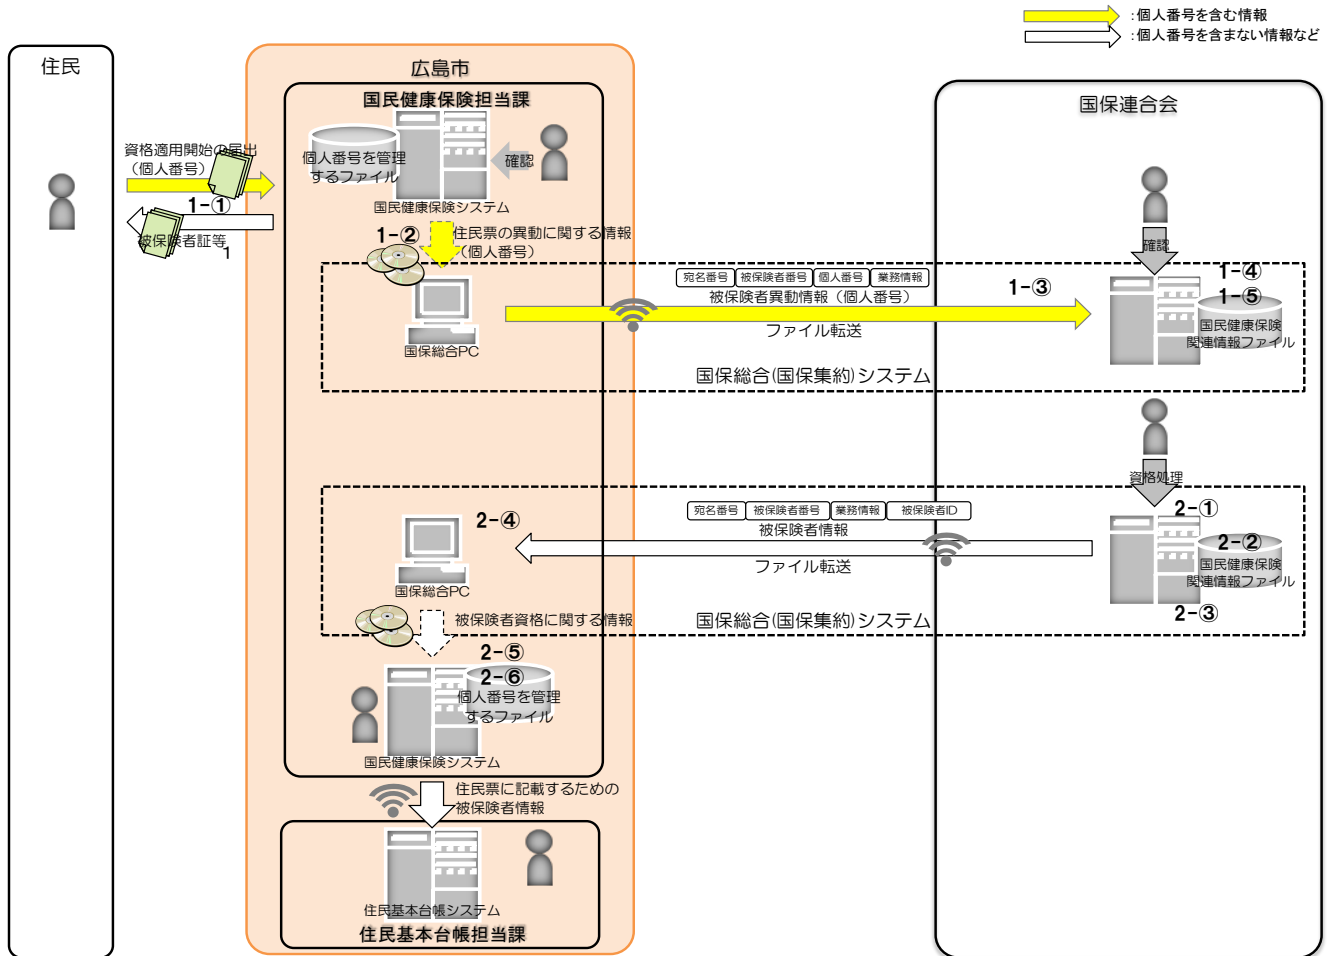 :個人番号を含む情報
:個人番号を含まない情報など
住民
広島市
国保連合会
国民健康保険担当課
個人番号を管理
するファイル
確認
国民健康保険システム
資格適用開始の届出
（個人番号）
1-①
被保険者証等
1
1-②
住民票の異動に関する情報
（個人番号）
国保総合PC
宛名番号 被保険者番号 個人番号 業務情報
被保険者異動情報（個人番号）
ファイル転送
1-③
確認
1-④
1-⑤
国民健康保険
関連情報ファイル
国保総合(国保集約)システム
資格処理
2-①
2-②
国民健康保険
関連情報ファイル
2-③
宛名番号 被保険者番号 業務情報 被保険者ID
被保険者情報
ファイル転送
2-④
国保総合PC
国保総合(国保集約)システム
被保険者資格に関する情報
2-⑤
2-⑥
個人番号を管理
するファイル
国民健康保険システム
住民票に記載するための
被保険者情報
住民基本台帳システム
住民基本台帳担当課